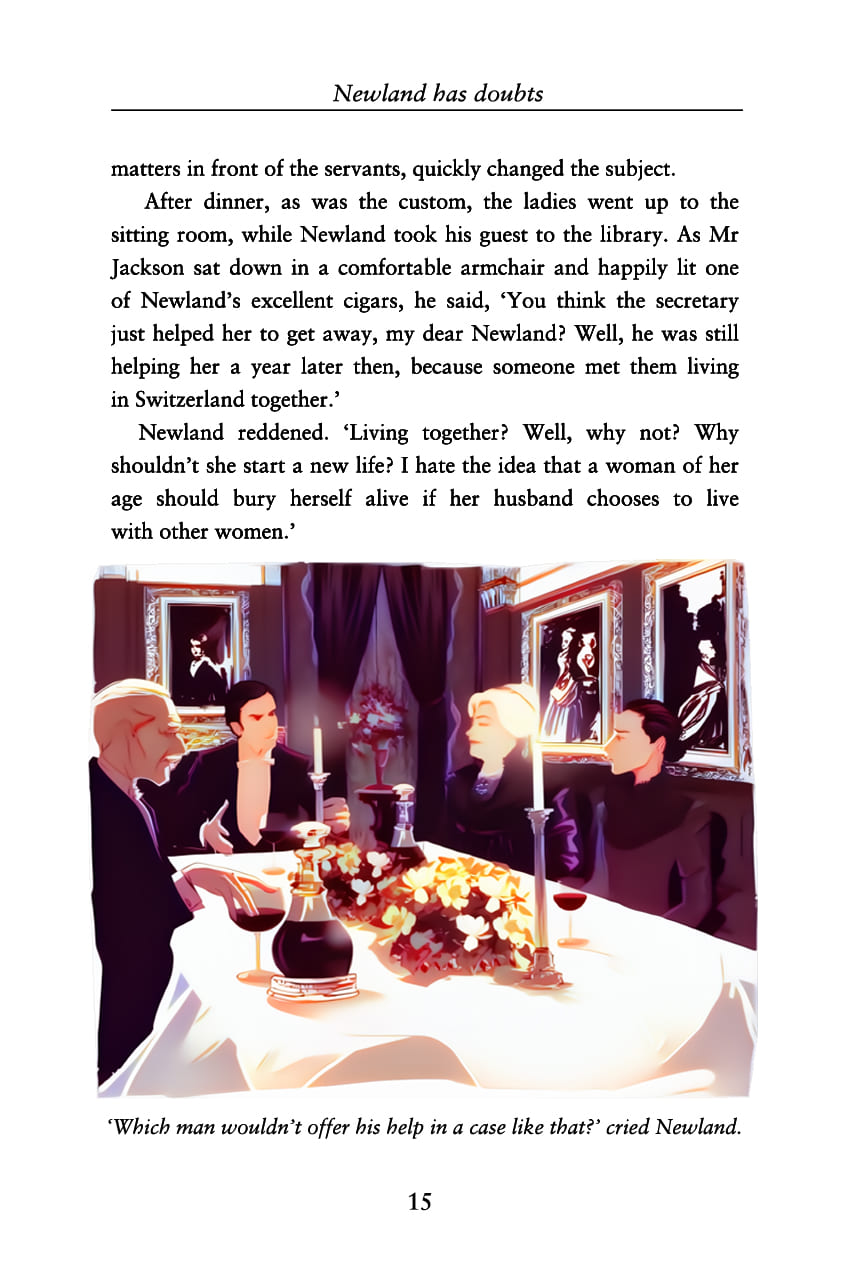 Newland has doubts
matters in front of the servants, quickly changed the subject.
After dinner, as was the custom, the ladies went up to the
sitting room, while Newland took his guest to the library. As Mr
Jackson sat down in a comfortable armchair and happily lit one
of Newland’s excellent cigars, he said, ‘You think the secretary
just helped her to get away, my dear Newland? Well, he was still
helping her a year later then, because someone met them living
in Switzerland together.’
Newland reddened. ‘Living together? Well, why not? Why
shouldn’t she start a new life? I hate the idea that a woman of her
age should bury herself alive if her husband chooses to live
with other women.’
‘Which man wouldn’t offer his help in a case like that?’ cried Newland.
15